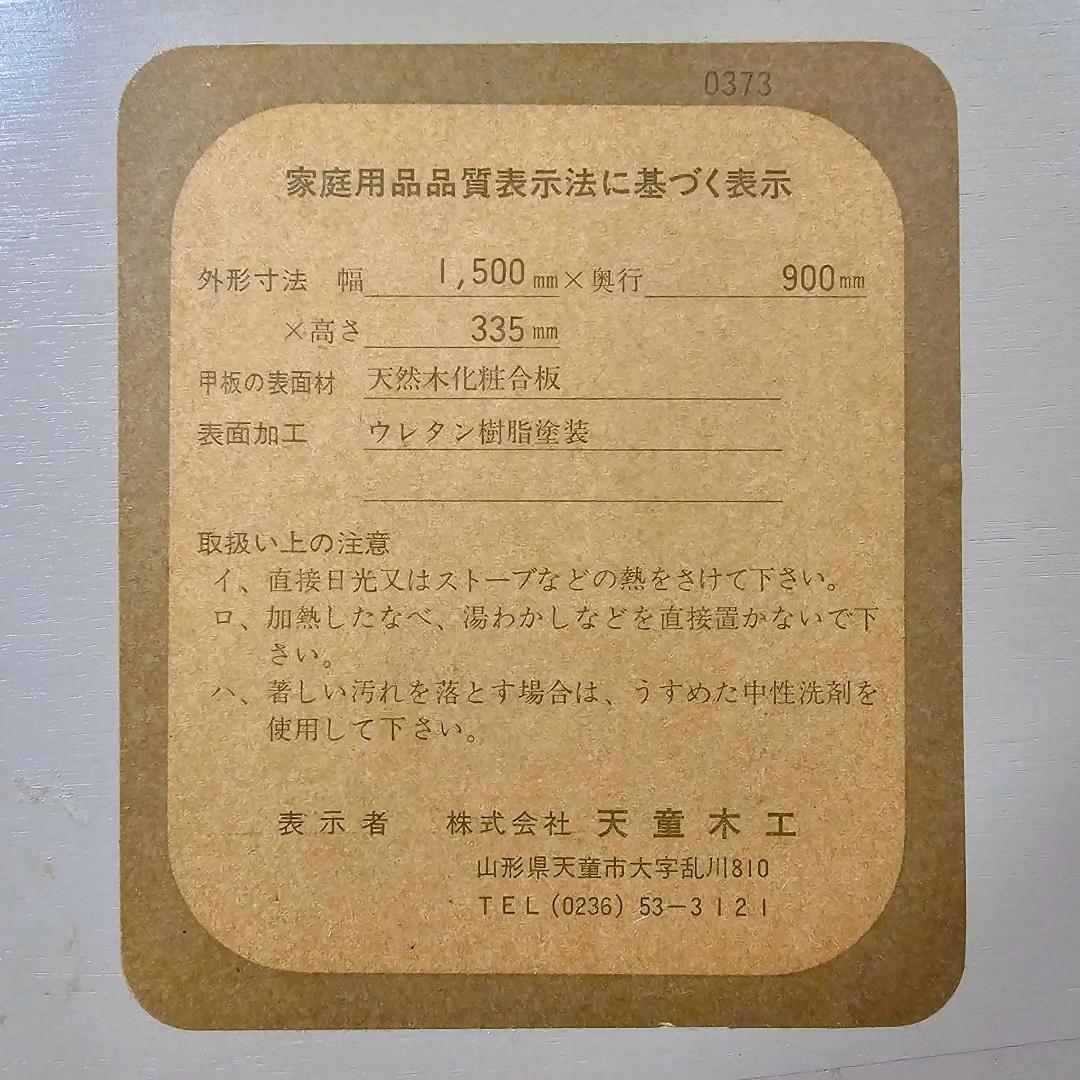 0373
家庭用品品質表示法に基づく表示
外形寸法 幅 1,500 mm×奥行 900mm
×高さ 335 mm
甲板の表面材 天然木化粧合板
表面加工 ウレタン樹脂塗装
取扱い上の注意
イ、直接日光又はストーブなどの熱をさけて下さい。
ロ、加熱したなべ、湯わかしなどを直接置かないで下
さい。
ハ、著しい汚れを落とす場合は、うすめた中性洗剤を
使用して下さい。
表示者 株式会社 天童木工
山形県天童市大字乱川810
TEL (0236) 53-3121